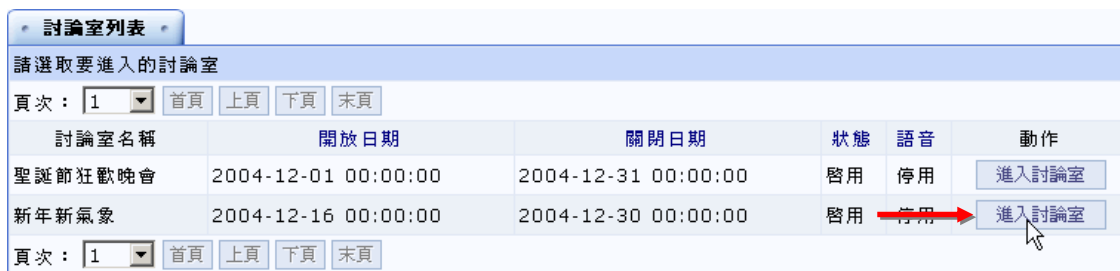 討論室列表
請選取要進入的討論室
頁次： 1 首頁 上頁 下頁 末頁
討論室名稱 開放日期 關閉日期 狀態 語音 動作
聖誕節狂歡晚會 2004-12-01 00:00:00 2004-12-31 00:00:00 啓用 停用 進入討論室
新年新氣象 2004-12-16 00:00:00 2004-12-30 00:00:00 啓用 停用 進入討論室
頁次： 1 首頁 上頁 下頁 末頁